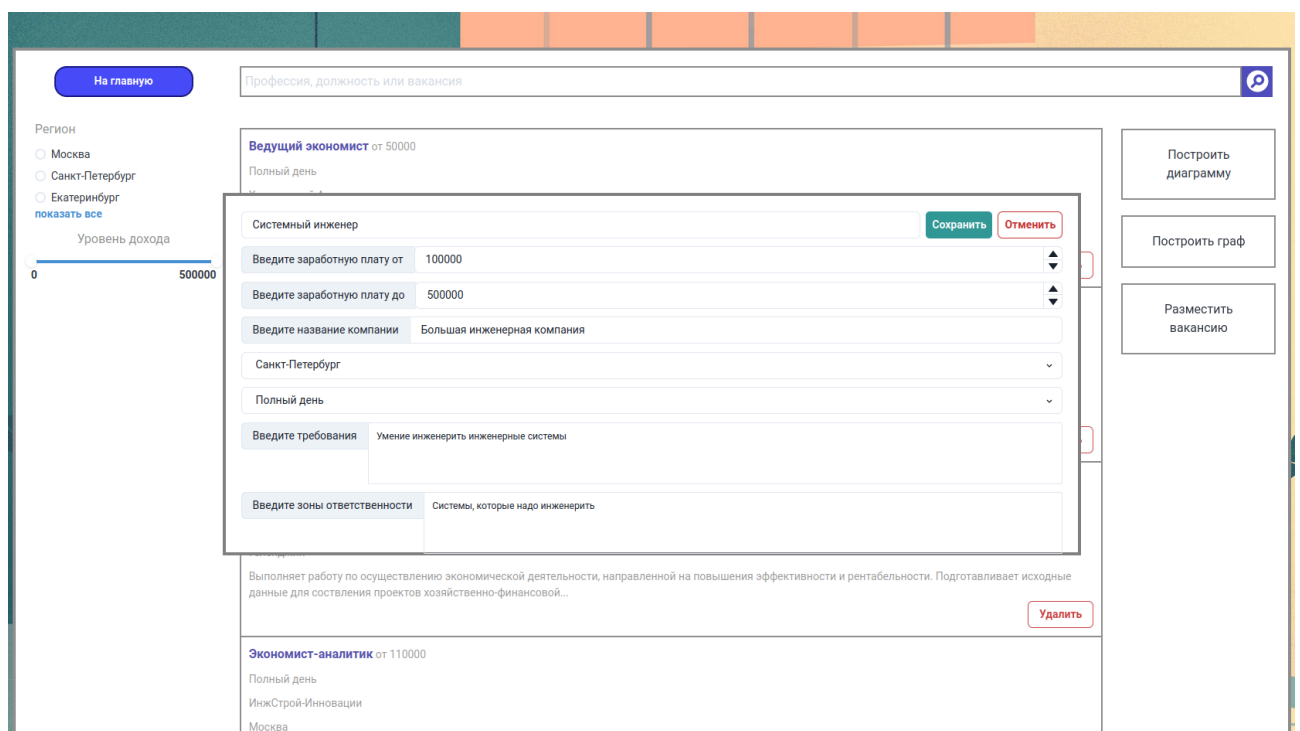 На главную
Профессия, должность или вакансия
Регион
Москва
Санкт-Петербург
Екатеринбург
показать все
Уровень дохода
0 500000
Ведущий экономист от 50000
Полный день
Системный инженер
Сохранить
Отменить
Введите заработную плату от 100000
Введите заработную плату до 500000
Введите название компании Большая инженерная компания
Санкт-Петербург
Полный день
Введите требования Умение инженерить инженерные системы
Введите зоны ответственности Системы, которые надо инженерить
Выполняет работу по осуществлению экономической деятельности, направленной на повышения эффективности и рентабельности. Подготавливает исходные
данные для соствления проектов хозяйственно-финансовой...
Удалить
Экономист-аналитик от 110000
Полный день
ИнжСтрой-Инновации
Москва
Построить
диаграмму
Построить граф
Разместить
вакансию